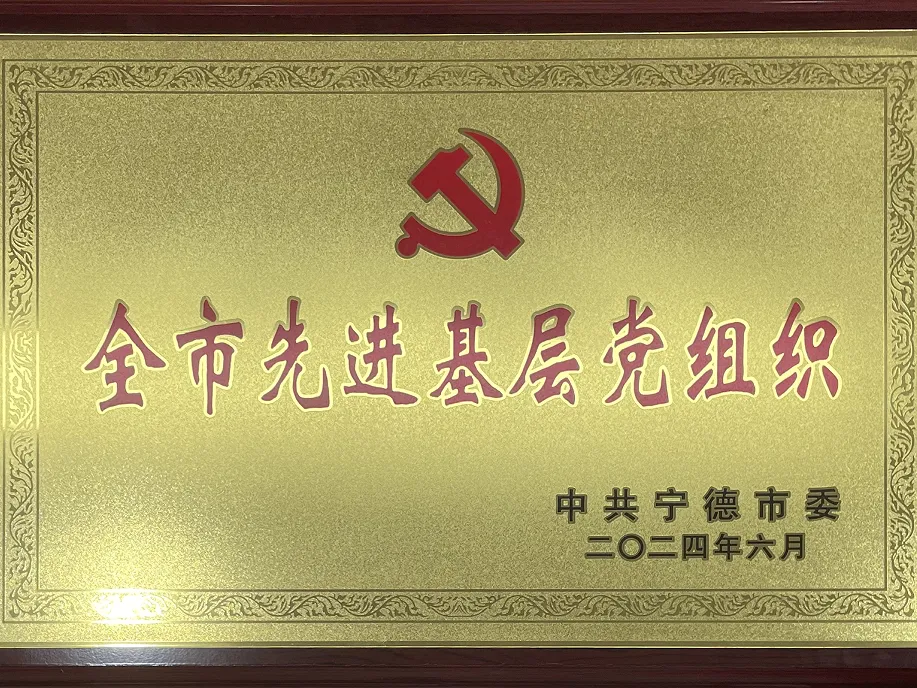 全市先进基层党组织
中共宁德市委
二〇二四年六月